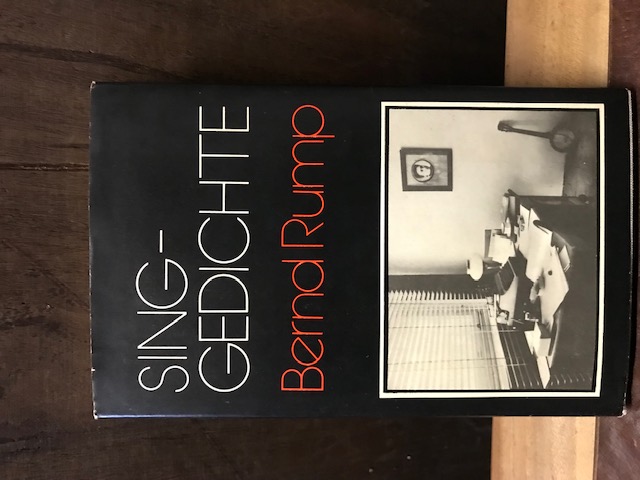 SING-
GEDICHTE
Bernd Rump